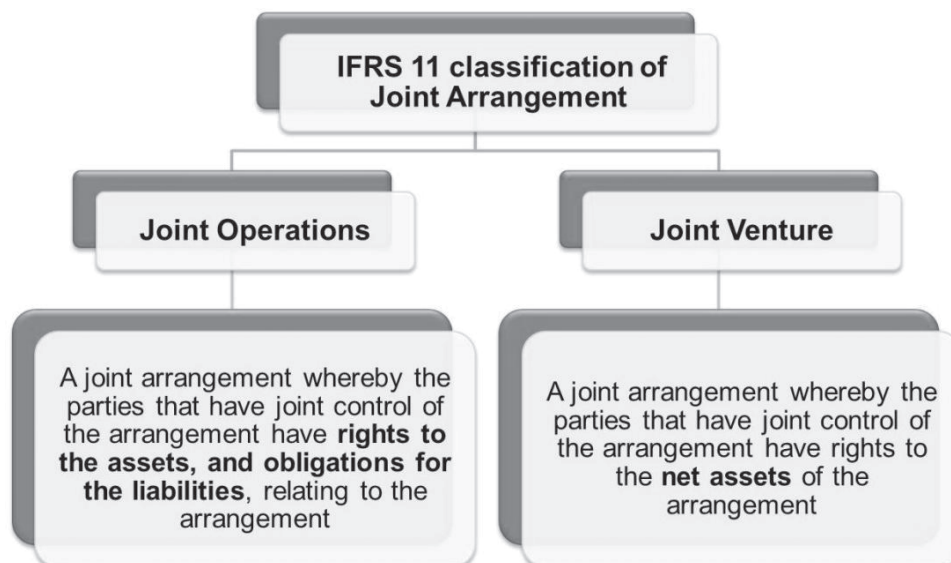 IFRS 11 classification of
Joint Arrangement
Joint Operations
Joint Venture
A joint arrangement whereby the
parties that have joint control of
the arrangement have rights to
the assets, and obligations for
the liabilities, relating to the
arrangement
A joint arrangement whereby the
parties that have joint control of
the arrangement have rights to
the net assets of the
arrangement